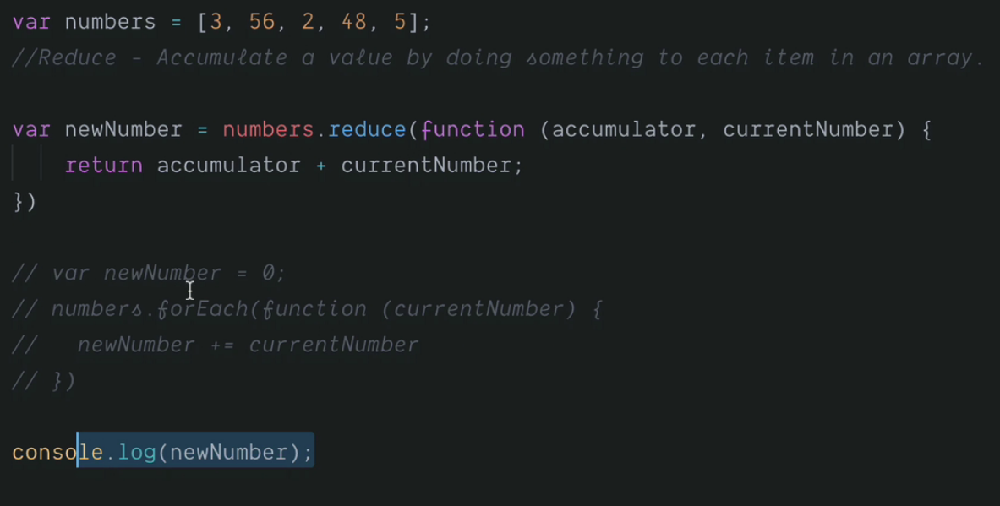 var numbers = [3, 56, 2, 48, 5];
//Reduce - Accumulate a value by doing something to each item in an array.
var newNumber = numbers.reduce(function (accumulator, currentNumber) {
    return accumulator + currentNumber;
})
// var newNumber = 0;
// numbers.forEach(function (currentNumber) {
//   newNumber += currentNumber
// })
console.log(newNumber);